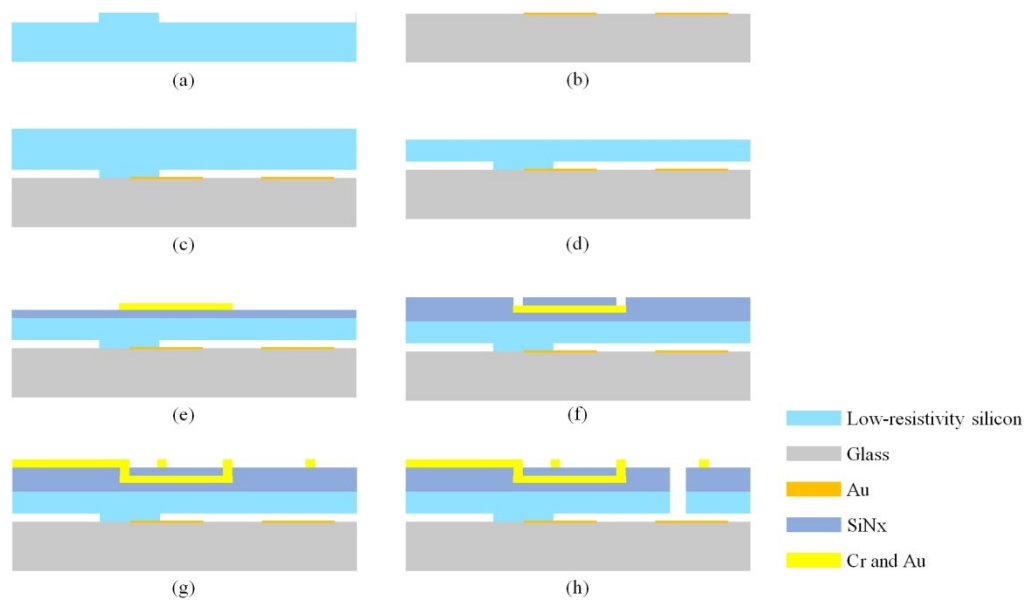 (a)
(b)
(c)
(d)
(e)
(f)
(g)
(h)
Low-resistivity silicon
Glass
Au
SiNx
Cr and Au